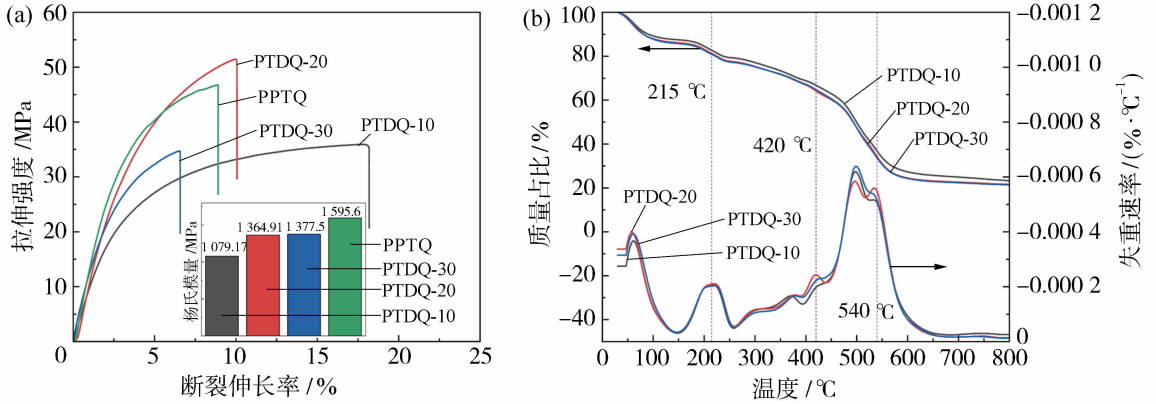 (a)
60
50
40
30
20
10
0
拉伸强度 /MPa
PTDQ-20
PPTQ
PTDQ-30
PTDQ-10
杨氏模量 /MPa
1 079.17
1 364.91
1 377.5
1 595.6
PPTQ
PTDQ-30
PTDQ-20
PTDQ-10
5 10 15 20 25
断裂伸长率 /%
(b)
100
80
60
40
20
0
−20
−40
质量占比 /%
215 ℃
420 ℃
540 ℃
PTDQ-10
PTDQ-20
PTDQ-30
PTDQ-20
PTDQ-30
PTDQ-10
−0.001 2
−0.001 0
−0.000 8
−0.000 6
−0.000 4
−0.000 2
0
失重速率 /(%·℃⁻¹)
0 100 200 300 400 500 600 700 800
温度 /℃